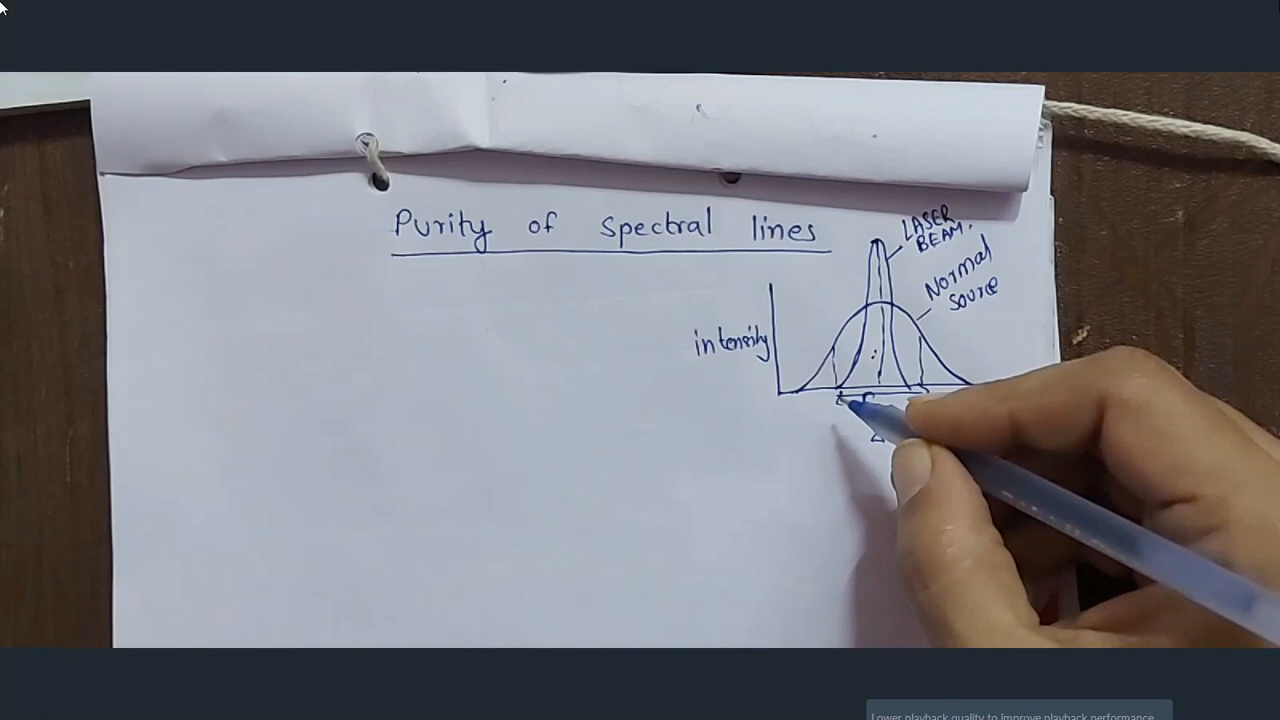 Purity of spectral lines
LASER
BEAM.
Normal
source
intensity
Lower playback quality to improve playback performance